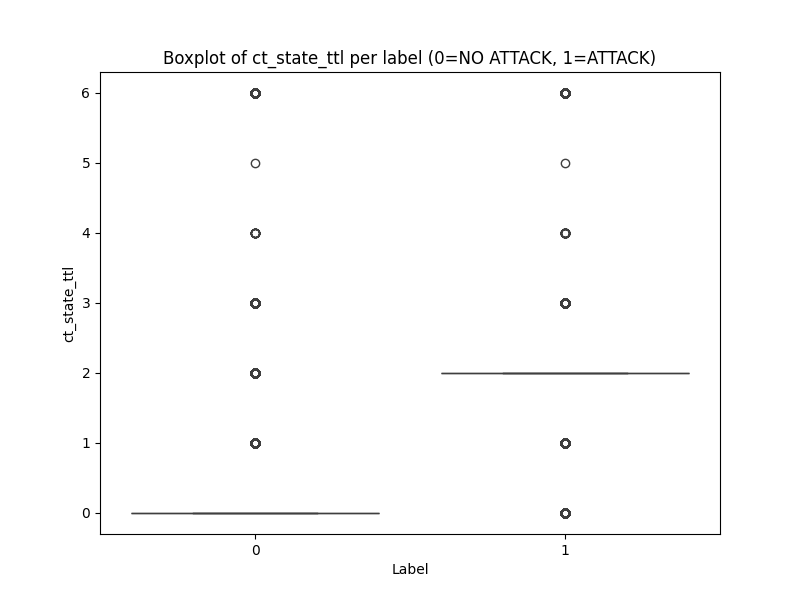 Boxplot of ct_state_ttl per label (0=NO ATTACK, 1=ATTACK)
6
5
4
3
2
1
0
ct_state_ttl
0 1
Label